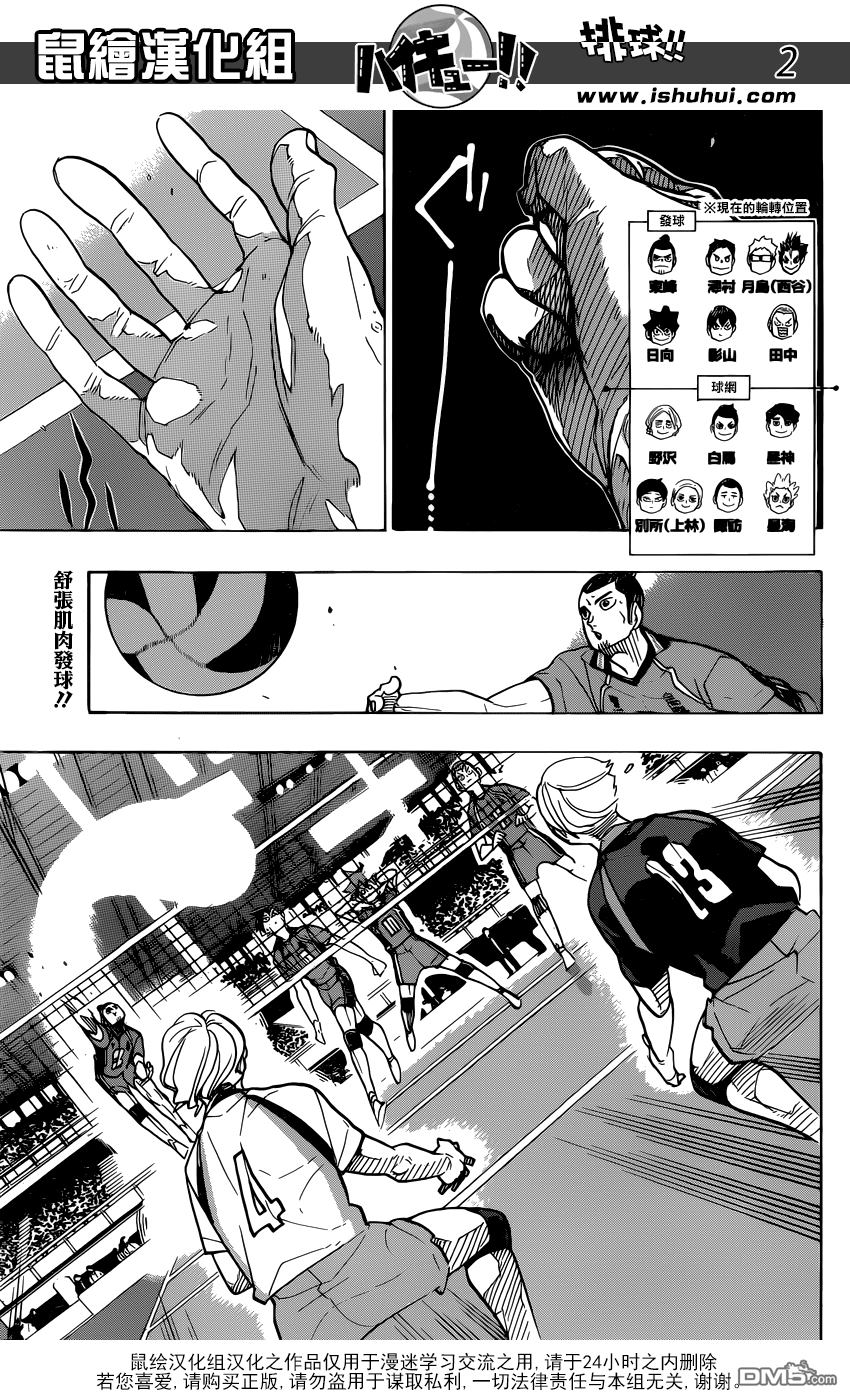 鼠繪漢化組
ハイキュー!!
排球!!
2
www.ishuhui.com
※現在的輪轉位置
發球
東峰 澤村 月島(西谷)
日向 影山 田中
球網
野沢 白馬 昼神
別所(上林) 諏訪 星海
舒張肌肉發球!!
13
10
4
鼠绘汉化组汉化之作品仅用于漫迷学习交流之用, 请于24小时之内删除
若您喜爱, 请购买正版, 请勿盗用于谋取私利, 一切法律责任与本组无关, 谢谢。
DM5.com